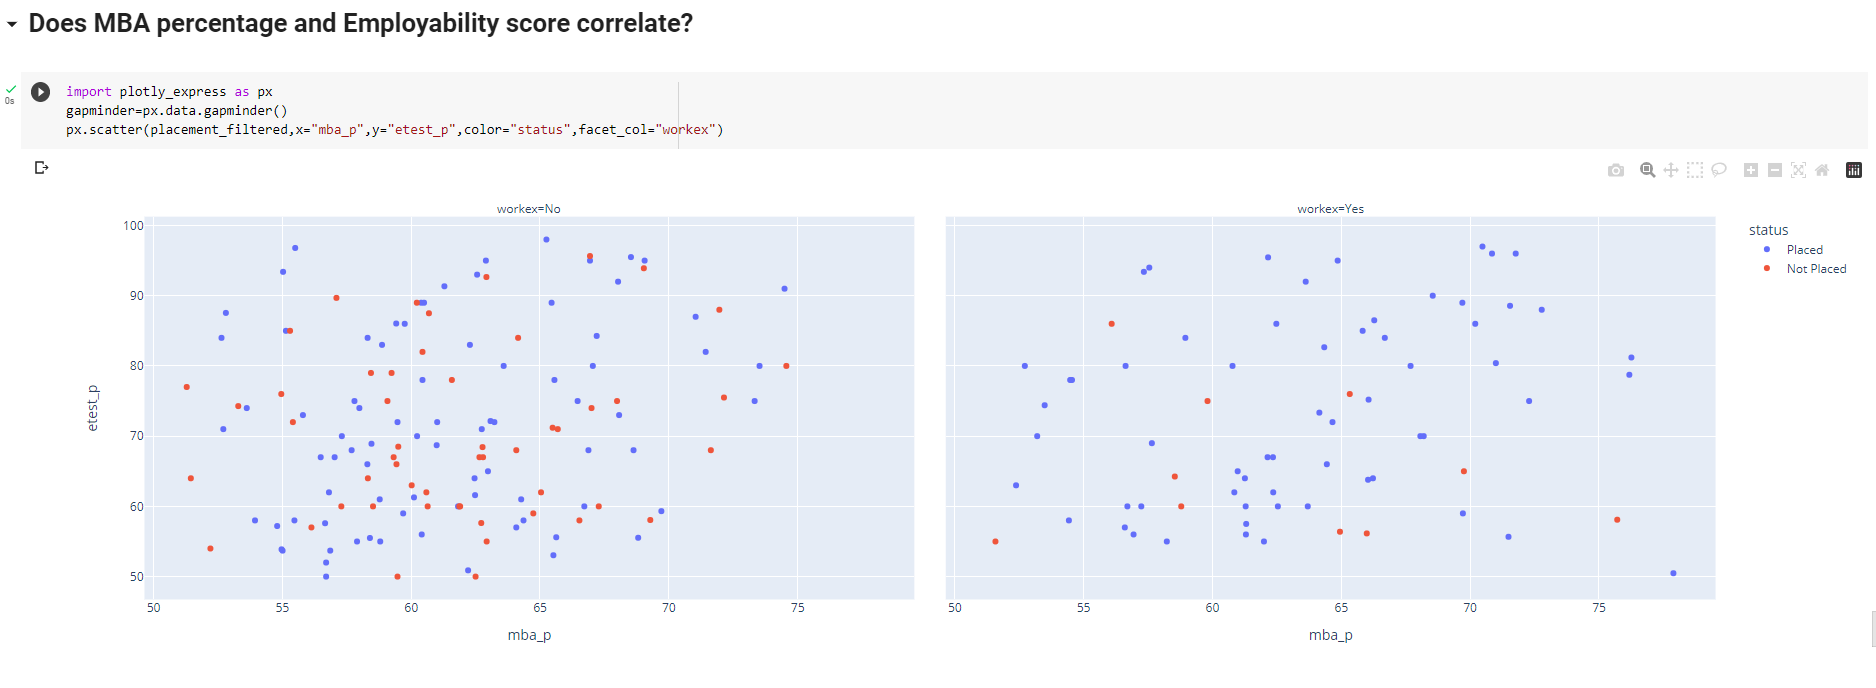 Does MBA percentage and Employability score correlate?
0s
import plotly_express as px
gapminder=px.data.gapminder()
px.scatter(placement_filtered,x="mba_p",y="etest_p",color="status",facet_col="workex")
workex=No
workex=Yes
status
Placed
Not Placed
etest_p
100
90
80
70
60
50
50 55 60 65 70 75
50 55 60 65 70 75
mba_p
mba_p